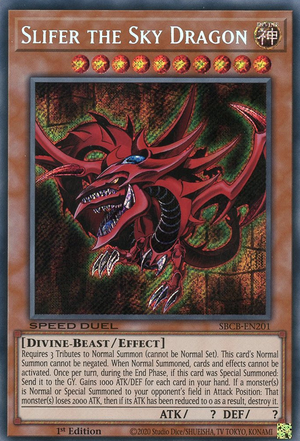 SLIFER THE SKY DRAGON
神
SPEED DUEL
SBCB-EN201
[DIVINE-BEAST/EFFECT]
Requires 3 Tributes to Normal Summon (cannot be Normal Set). This card's Normal
Summon cannot be negated. When Normal Summoned, cards and effects cannot
be activated. Once per turn, during the End Phase, if this card was Special Summoned:
Send it to the GY. Gains 1000 ATK/DEF for each card in your hand. If a monster(s)
is Normal or Special Summoned to your opponent's field in Attack Position: That
monster(s) loses 2000 ATK, then if its ATK has been reduced to 0 as a result, destroy it.
ATK/ ? DEF/ ?
1st Edition
©2020 Studio Dice/SHUEISHA, TV TOKYO, KONAMI